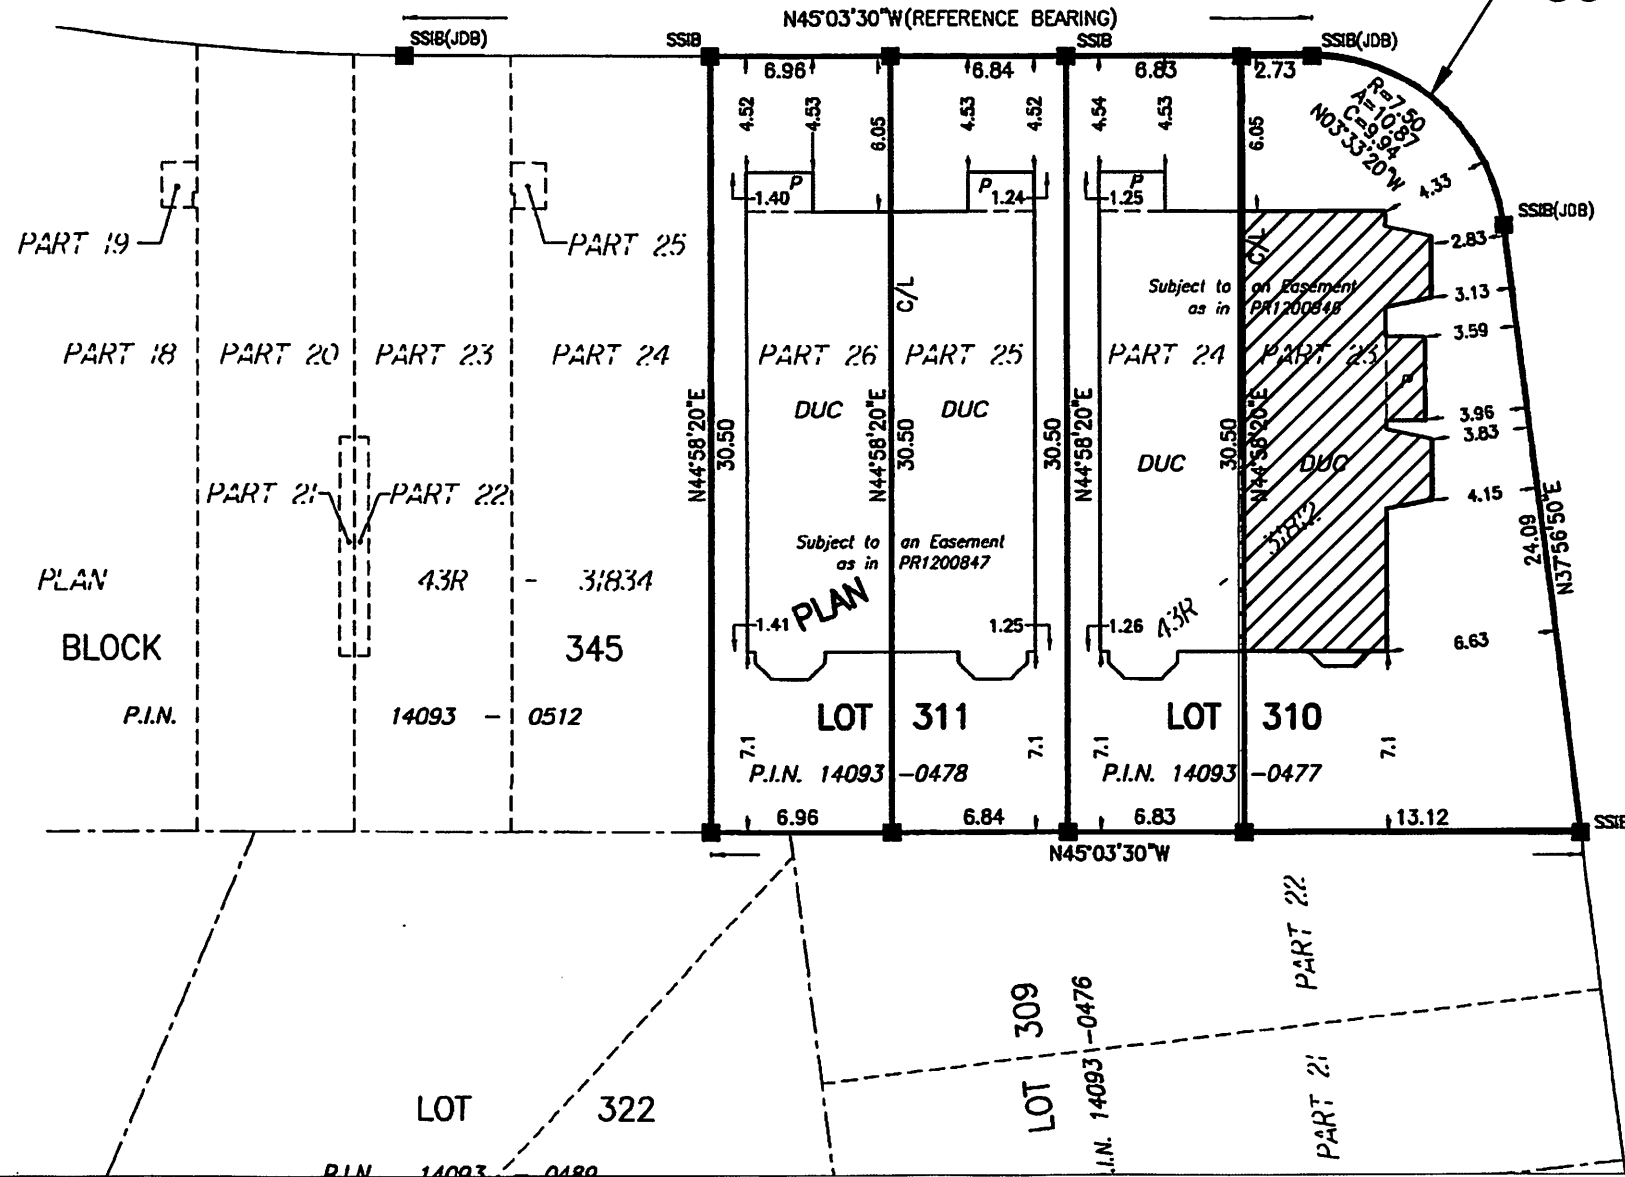 N45°03'30"W(REFERENCE BEARING)
SSIB(JDB)
SSIB
SSIB
SSIB(JDB)
6.96
6.84
6.83
2.73
4.52
4.53
6.05
4.53
4.52
4.54
4.53
6.05
R=7.50
A=10.87
C=9.94
N03°33'20"W
4.33
SSIB(JDB)
P
1.40
P
1.24
P
1.25
2.83
3.13
3.59
3.96
3.83
4.15
6.63
PART 19
PART 25
C/L
C/L
Subject to an Easement
as in PR1200847
Subject to an Easement
as in PR1200846
PART 18
PART 20
PART 23
PART 24
PART 26
PART 25
PART 24
PART 23
DUC
DUC
DUC
DUC
P
N44°58'20"E
30.50
N44°58'20"E
30.50
30.50
N44°58'20"E
30.50
N44°58'20"E
24.09
N37°56'50"E
PART 21
PART 22
PLAN 43R - 31834
PLAN 43R -
BLOCK 345
1.41
1.25
1.26
P.I.N. 14093 - 0512
LOT 311
LOT 310
7.1
7.1
7.1
7.1
P.I.N. 14093 -0478
P.I.N. 14093 -0477
6.96
6.84
6.83
13.12
SSIB
N45°03'30"W
LOT 309
14093 -0476
PART 22
PART 21
LOT 322
P.I.N. 14093 - 0489